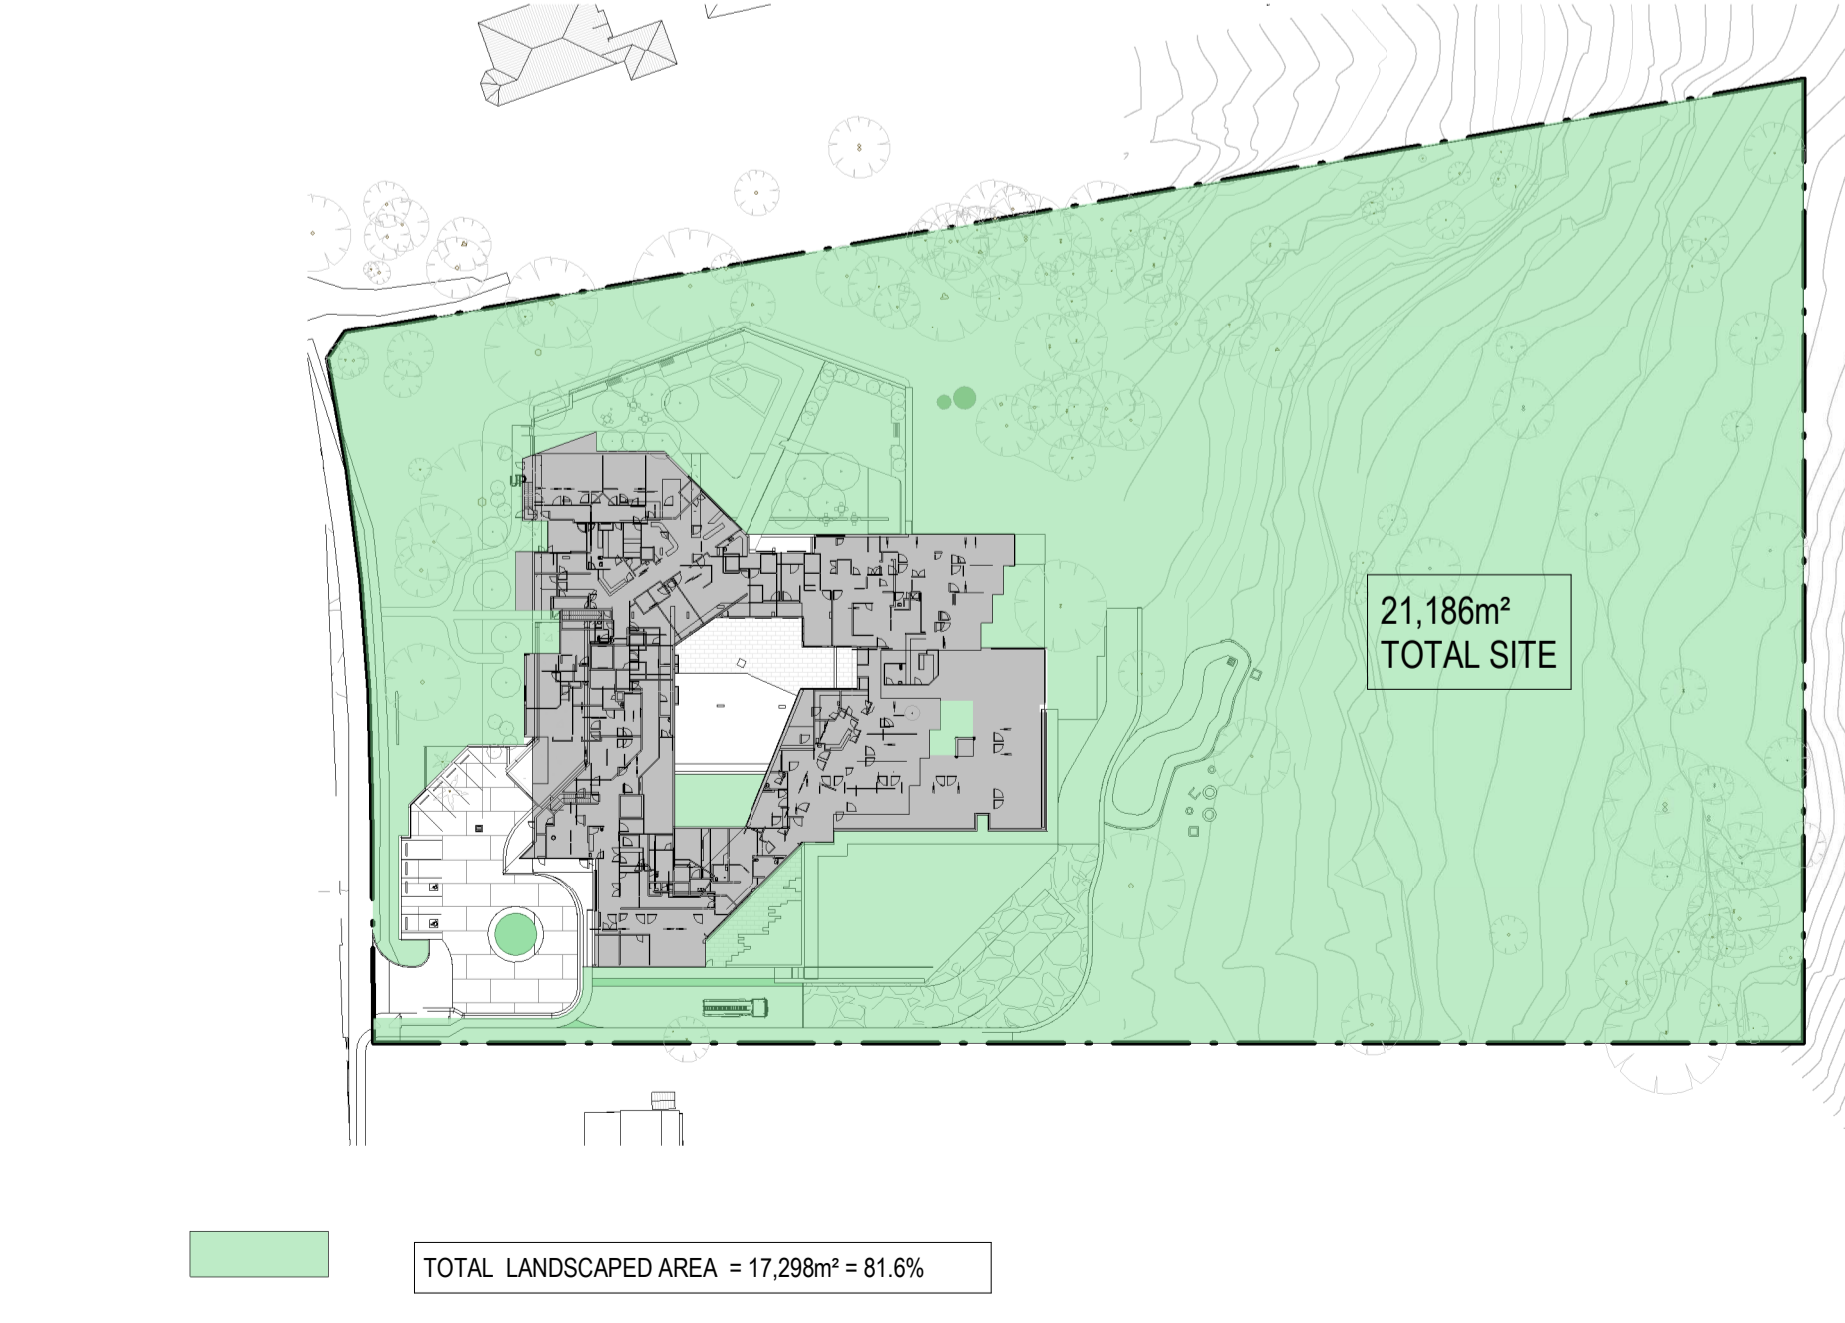 UP
21,186m²
TOTAL SITE
TOTAL LANDSCAPED AREA = 17,298m² = 81.6%